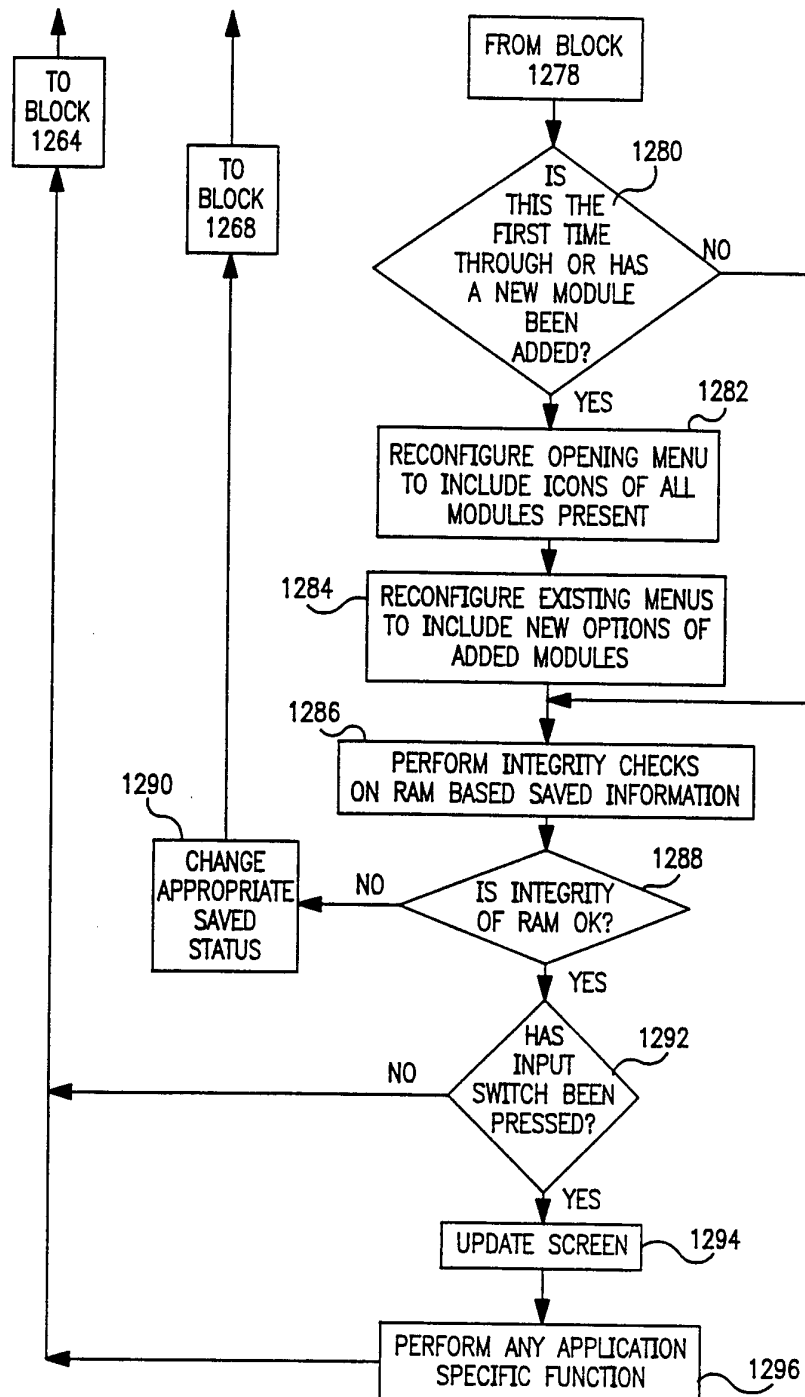 FROM BLOCK
1278
TO
BLOCK
1264
TO
BLOCK
1268
1280
IS
THIS THE
FIRST TIME
THROUGH OR HAS
A NEW MODULE
BEEN
ADDED?
NO
YES
1282
RECONFIGURE OPENING MENU
TO INCLUDE ICONS OF ALL
MODULES PRESENT
1284
RECONFIGURE EXISTING MENUS
TO INCLUDE NEW OPTIONS OF
ADDED MODULES
1286
PERFORM INTEGRITY CHECKS
ON RAM BASED SAVED INFORMATION
1290
CHANGE
APPROPRIATE
SAVED
STATUS
NO
1288
IS INTEGRITY
OF RAM OK?
YES
1292
HAS
INPUT
SWITCH BEEN
PRESSED?
NO
YES
UPDATE SCREEN
1294
PERFORM ANY APPLICATION
SPECIFIC FUNCTION
1296